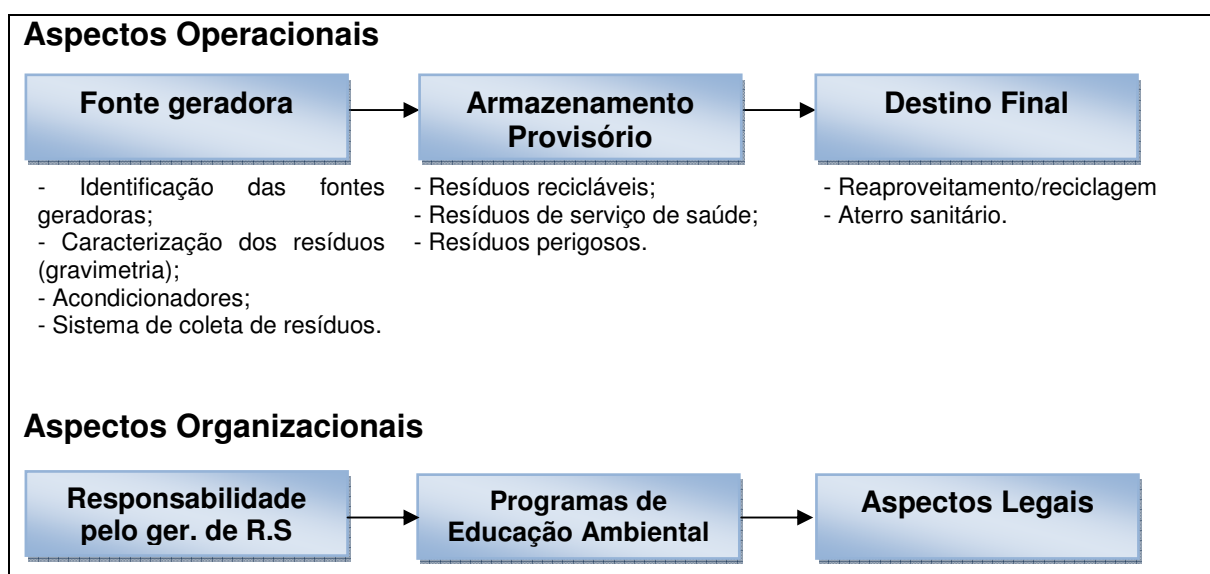 Aspectos Operacionais
Fonte geradora
Armazenamento
Provisório
Destino Final
- Identificação das fontes
geradoras;
- Caracterização dos resíduos
(gravimetria);
- Acondicionadores;
- Sistema de coleta de resíduos.
- Resíduos recicláveis;
- Resíduos de serviço de saúde;
- Resíduos perigosos.
- Reaproveitamento/reciclagem
- Aterro sanitário.
Aspectos Organizacionais
Responsabilidade
pelo ger. de R.S
Programas de
Educação Ambiental
Aspectos Legais